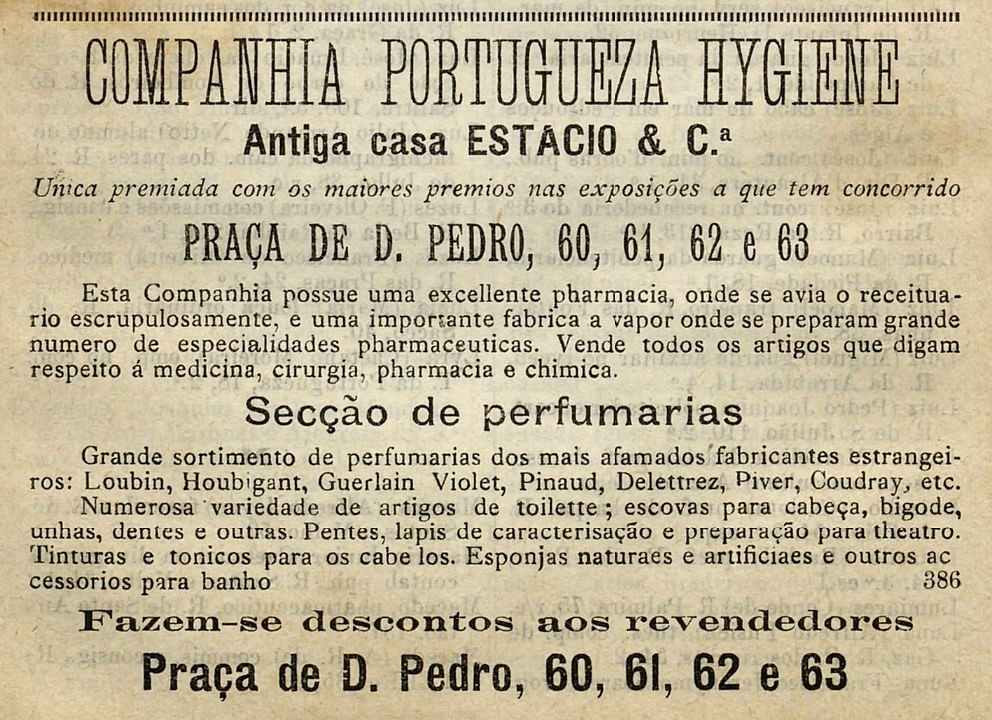 COMPANHIA PORTUGUEZA HYGIENE
Antiga casa ESTÁCIO & C.ª
Unica premiada com os maiores premios nas exposições a que tem concorrido
PRAÇA DE D. PEDRO, 60, 61, 62 e 63
Esta Companhia possue uma excellente pharmacia, onde se avia o receitua-
rio escrupulosamente, e uma importante fabrica a vapor onde se preparam grande
numero de especialidades pharmaceuticas. Vende todos os artigos que digam
respeito á medicina, cirurgia, pharmacia e chimica.
Secção de perfumarias
Grande sortimento de perfumarias dos mais afamados fabricantes estrangei-
ros: Loubin, Houbigant, Guerlain Violet, Pinaud, Delettrez, Piver, Coudray, etc.
Numerosa variedade de artigos de toilette; escovas para cabeça, bigode,
unhas, dentes e outras. Pentes, lapis de caracterisação e preparação para theatro.
Tinturas e tonicos para os cabe los. Esponjas naturaes e artificiaes e outros ac
cessorios para banho 386
Fazem-se descontos aos revendedores
Praça de D. Pedro, 60, 61, 62 e 63